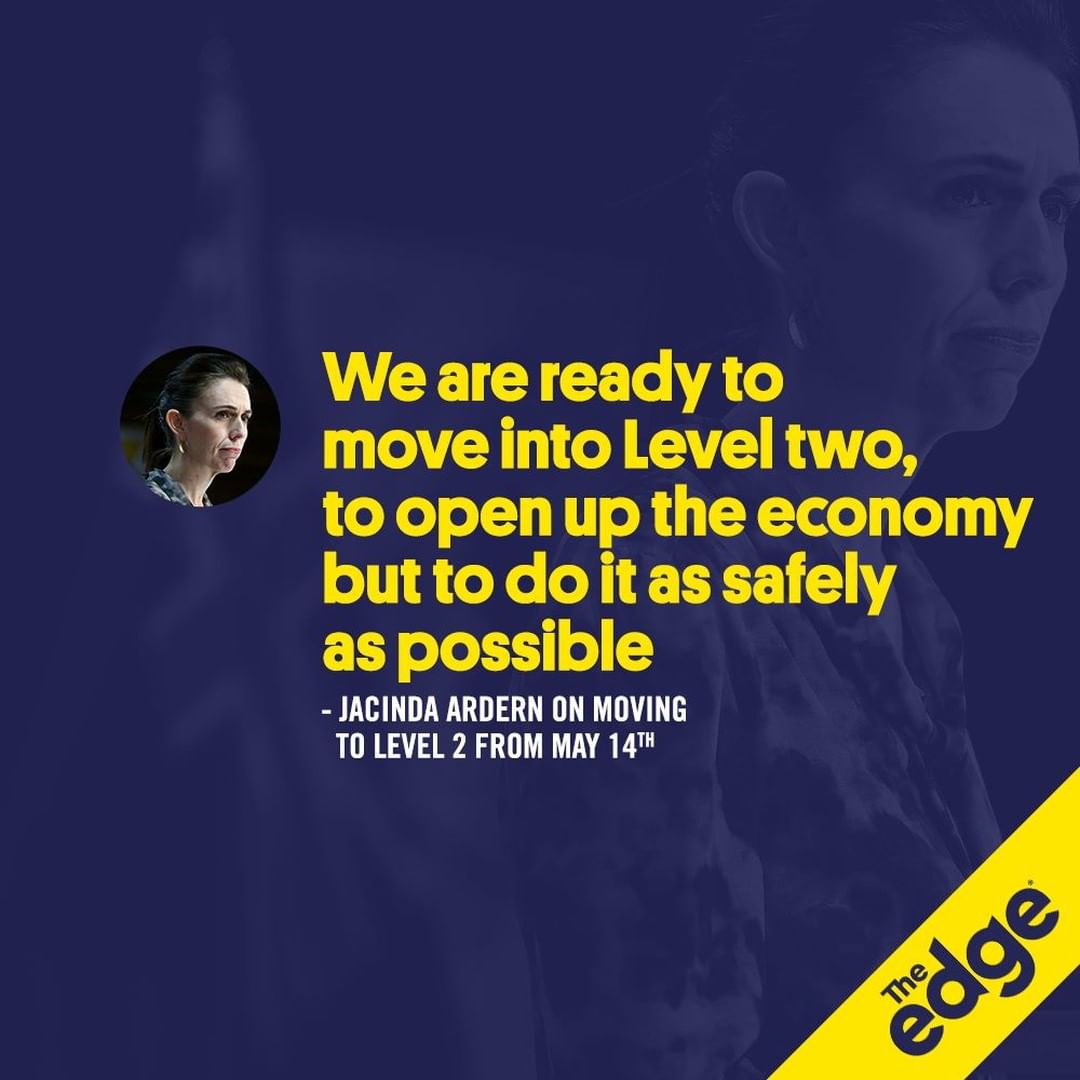 We are ready to
move into Level two,
to open up the economy
but to do it as safely
as possible
- JACINDA ARDERN ON MOVING
TO LEVEL 2 FROM MAY 14TH
The
edge